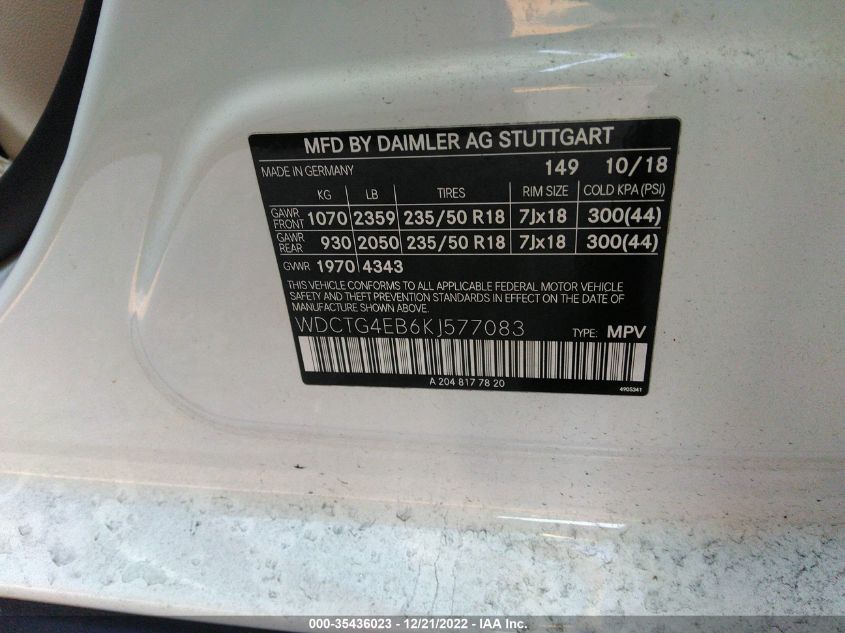 MFD BY DAIMLER AG STUTTGART
MADE IN GERMANY 149 10/18
KG LB TIRES RIM SIZE COLD KPA (PSI)
GAWR FRONT 1070 2359 235/50 R18 7Jx18 300(44)
GAWR REAR 930 2050 235/50 R18 7Jx18 300(44)
GVWR 1970 4343
THIS VEHICLE CONFORMS TO ALL APPLICABLE FEDERAL MOTOR VEHICLE
SAFETY AND THEFT PREVENTION STANDARDS IN EFFECT ON THE DATE OF
MANUFACTURE SHOWN ABOVE.
WDCTG4EB6KJ577083 TYPE: MPV
A 204 817 78 20 4905341
000-35436023 - 12/21/2022 - IAA Inc.